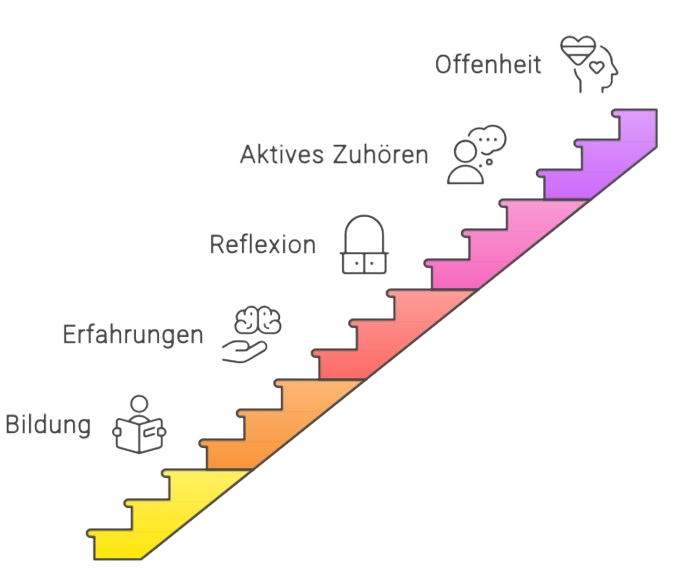 Offenheit
Aktives Zuhören
Reflexion
Erfahrungen
Bildung